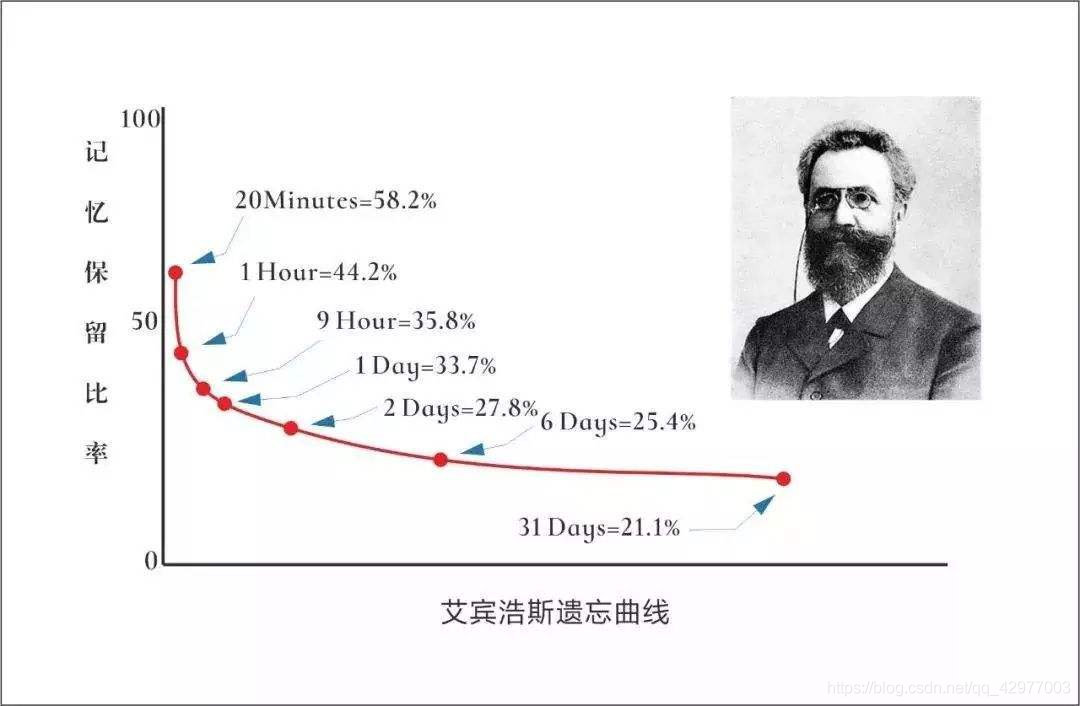 100
记忆保留比率
20Minutes=58.2%
1 Hour=44.2%
50
9 Hour=35.8%
1 Day=33.7%
2 Days=27.8%
6 Days=25.4%
31 Days=21.1%
0
艾宾浩斯遗忘曲线
https://blog.csdn.net/qq_42977003